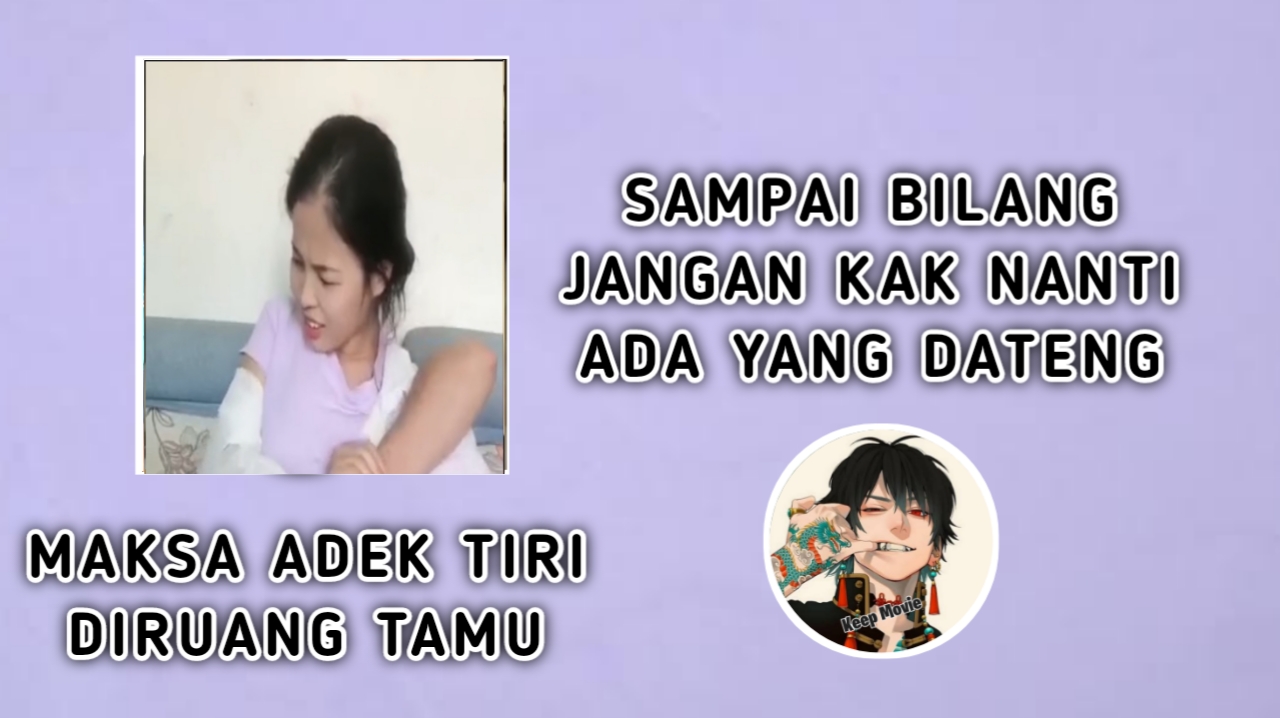 SAMPAI BILANG
JANGAN KAK NANTI
ADA YANG DATENG
Keep Movie
MAKSA ADEK TIRI
DIRUANG TAMU